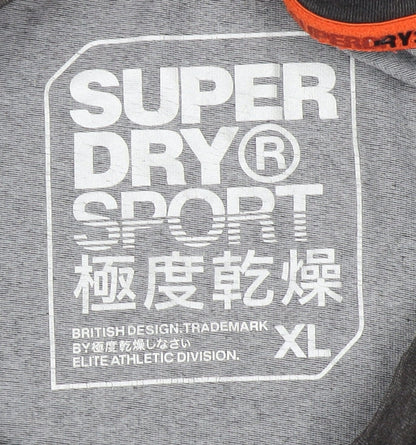 SUPERDRYS
SUPER
DRY®
SPORT
極度乾燥
BRITISH DESIGN.TRADEMARK
BY極度乾燥しなさい
ELITE ATHLETIC DIVISION.
XL